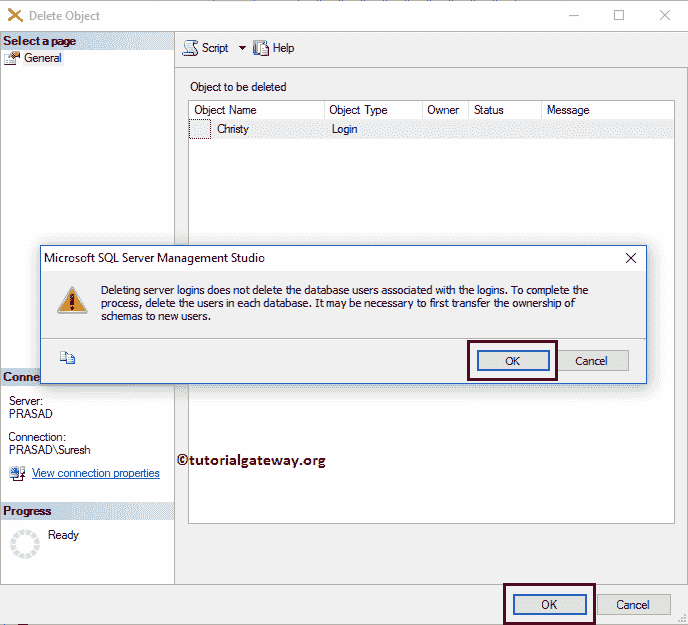 Delete Object
Select a page
General
Script
Help
Object to be deleted
Object Name Object Type Owner Status Message
Christy Login
Microsoft SQL Server Management Studio
Deleting server logins does not delete the database users associated with the logins. To complete the
process, delete the users in each database. It may be necessary to first transfer the ownership of
schemas to new users.
OK Cancel
Server:
PRASAD
Connection:
PRASAD\Suresh
View connection properties
©tutorialgateway.org
Progress
Ready
OK Cancel